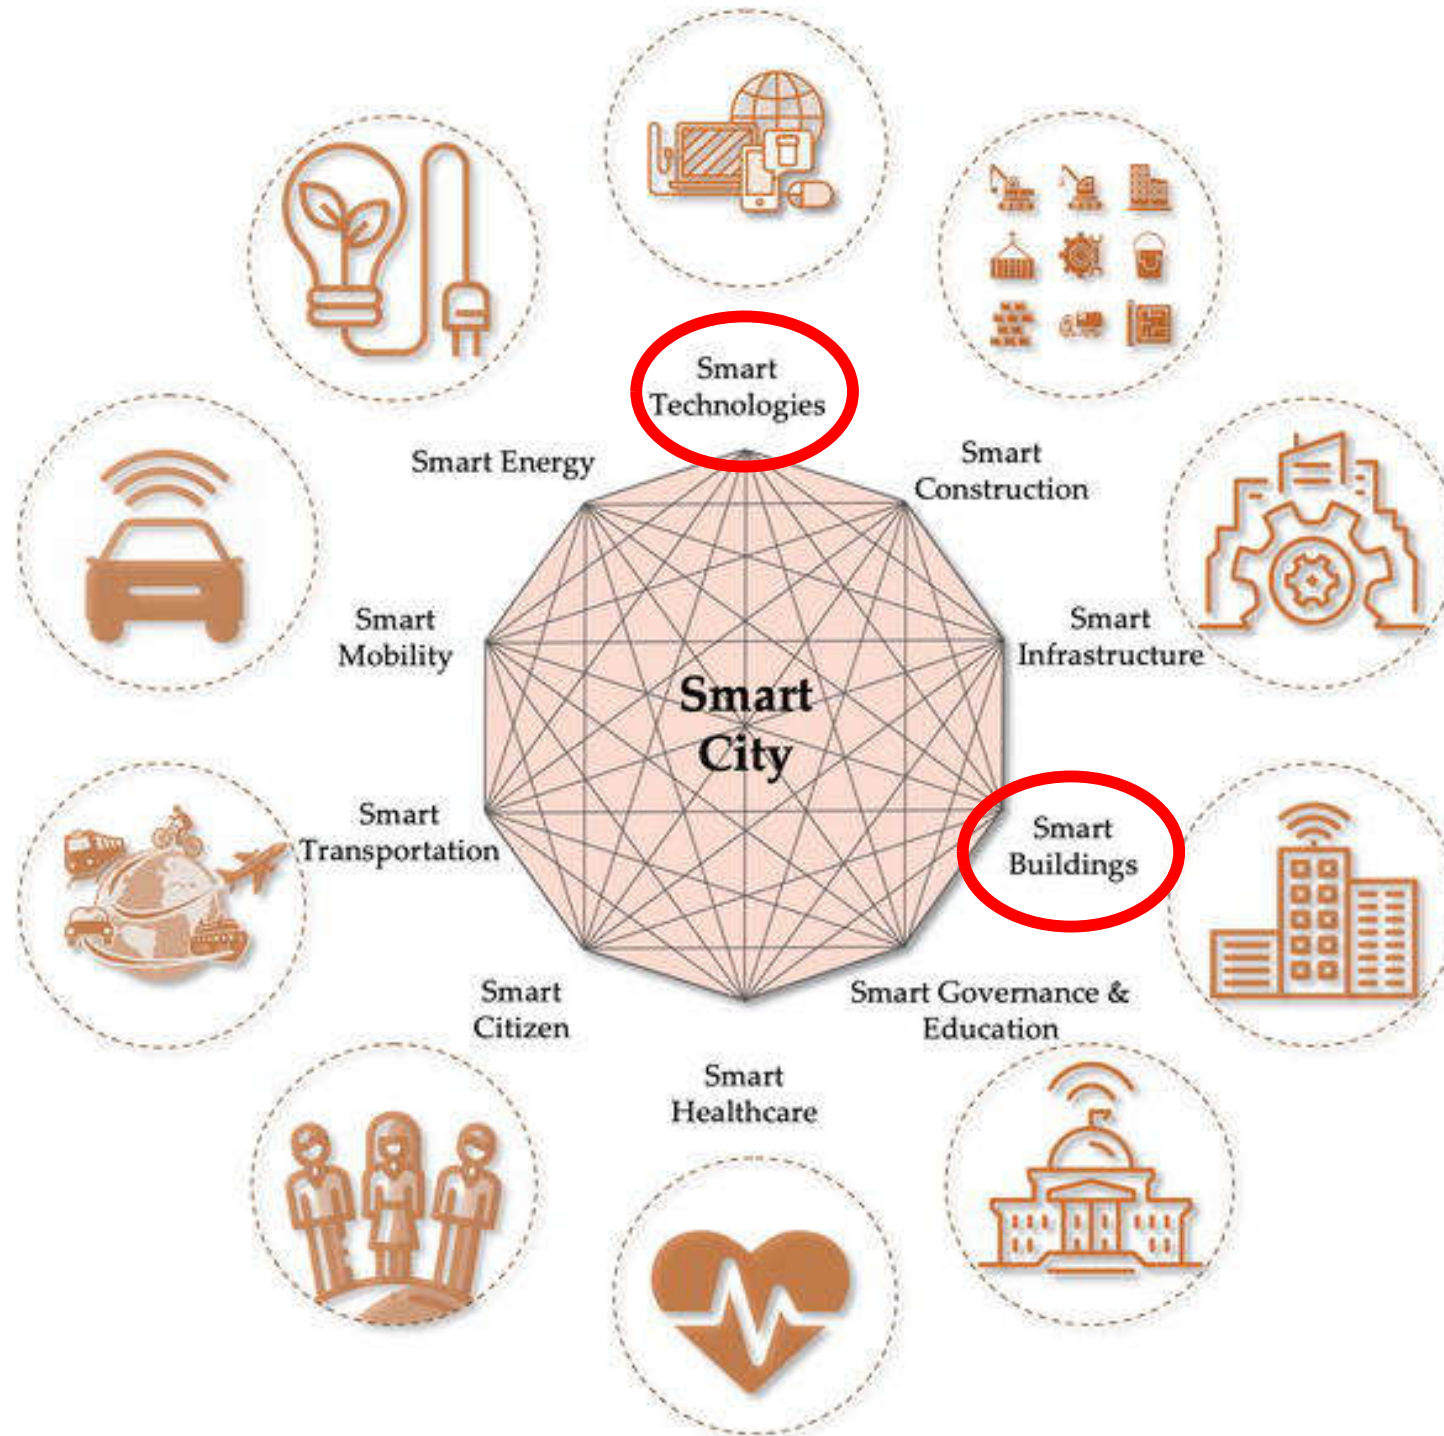 Smart
Technologies
Smart Energy
Smart
Construction
Smart
Mobility
Smart
Infrastructure
Smart
City
Smart
Transportation
Smart
Buildings
Smart
Citizen
Smart Governance &
Education
Smart
Healthcare